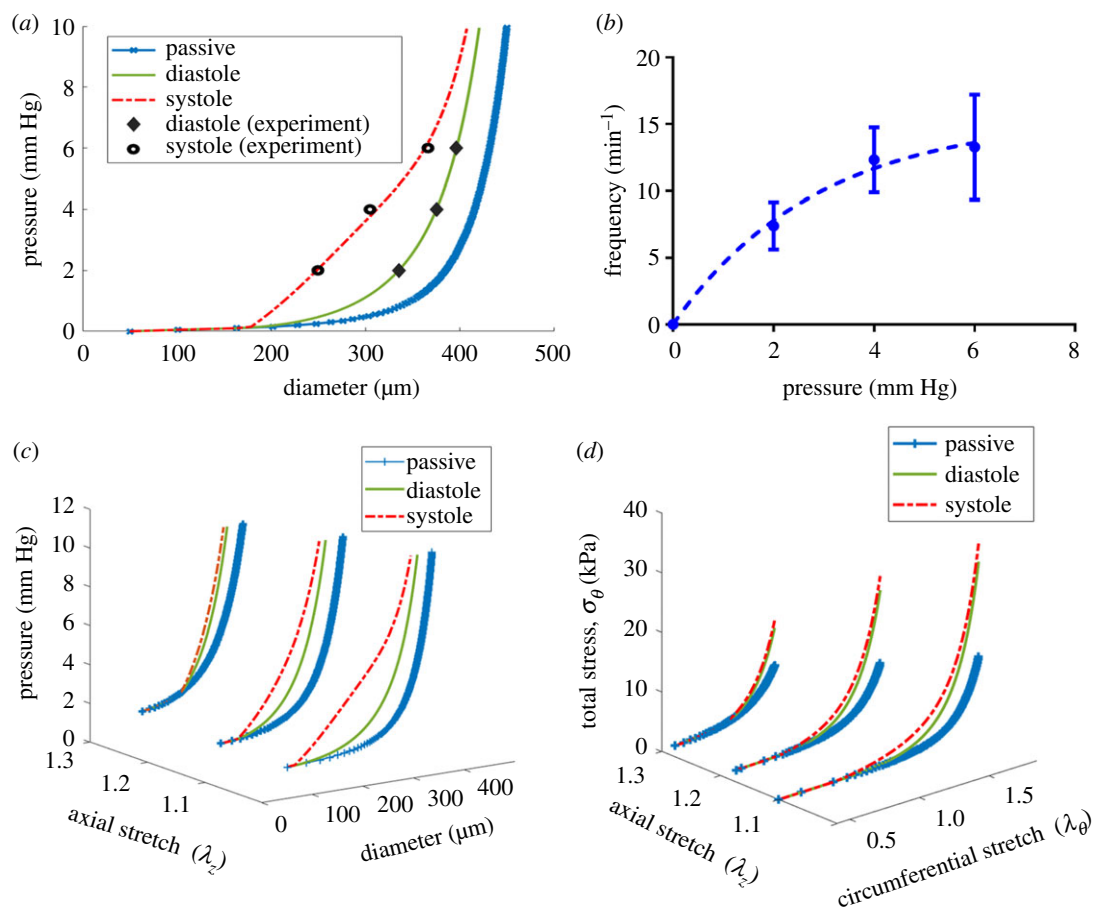 (a)
10
8
6
4
2
0
pressure (mm Hg)
passive
diastole
systole
diastole (experiment)
systole (experiment)
0
100
200
300
400
500
diameter (µm)
(b)
20
15
10
5
0
frequency (min⁻¹)
0
2
4
6
8
pressure (mm Hg)
(c)
passive
diastole
systole
12
10
8
6
4
2
0
pressure (mm Hg)
1.3
1.2
1.1
axial stretch (λz)
0
100
200
300
400
diameter (µm)
(d)
passive
diastole
systole
40
30
20
10
0
total stress, σθ (kPa)
1.3
1.2
1.1
axial stretch (λz)
0.5
1.0
1.5
circumferential stretch (λθ)